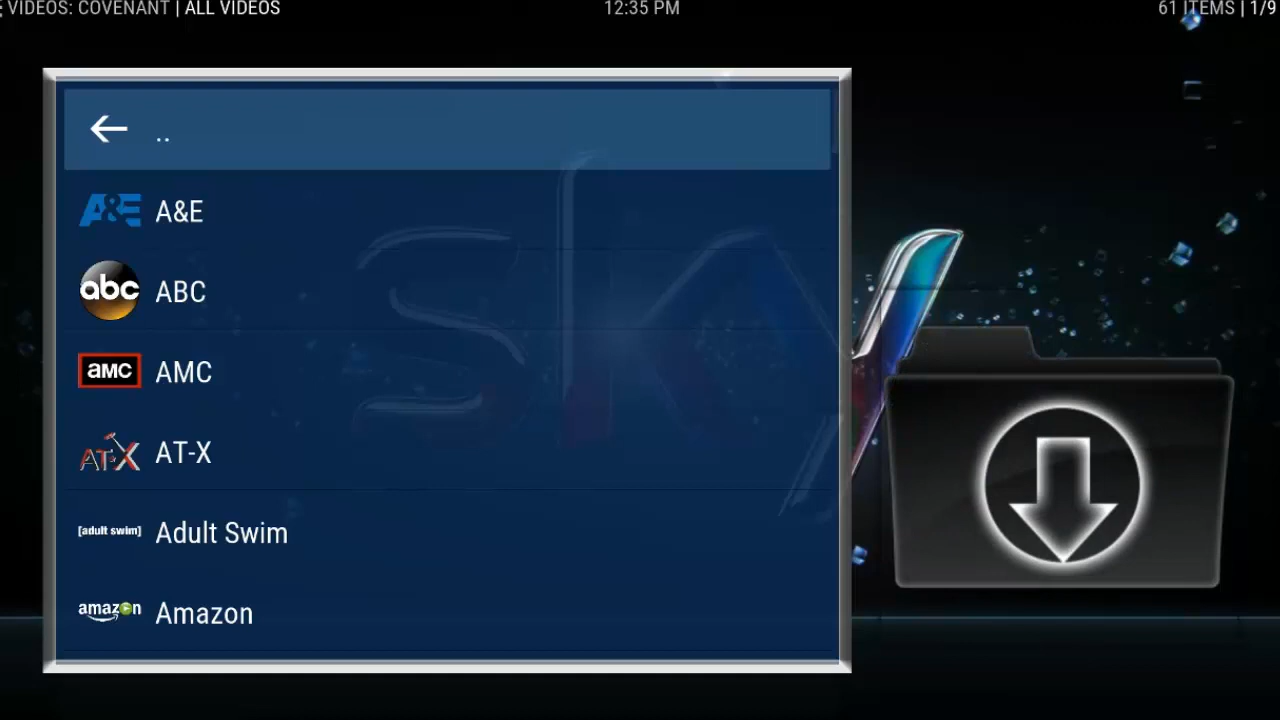 VIDEOS: COVENANT | ALL VIDEOS
12:35 PM
61 ITEMS | 1/9
..
A&E A&E
abc ABC
aMC AMC
AT-X AT-X
[adult swim] Adult Swim
amazon Amazon
sky